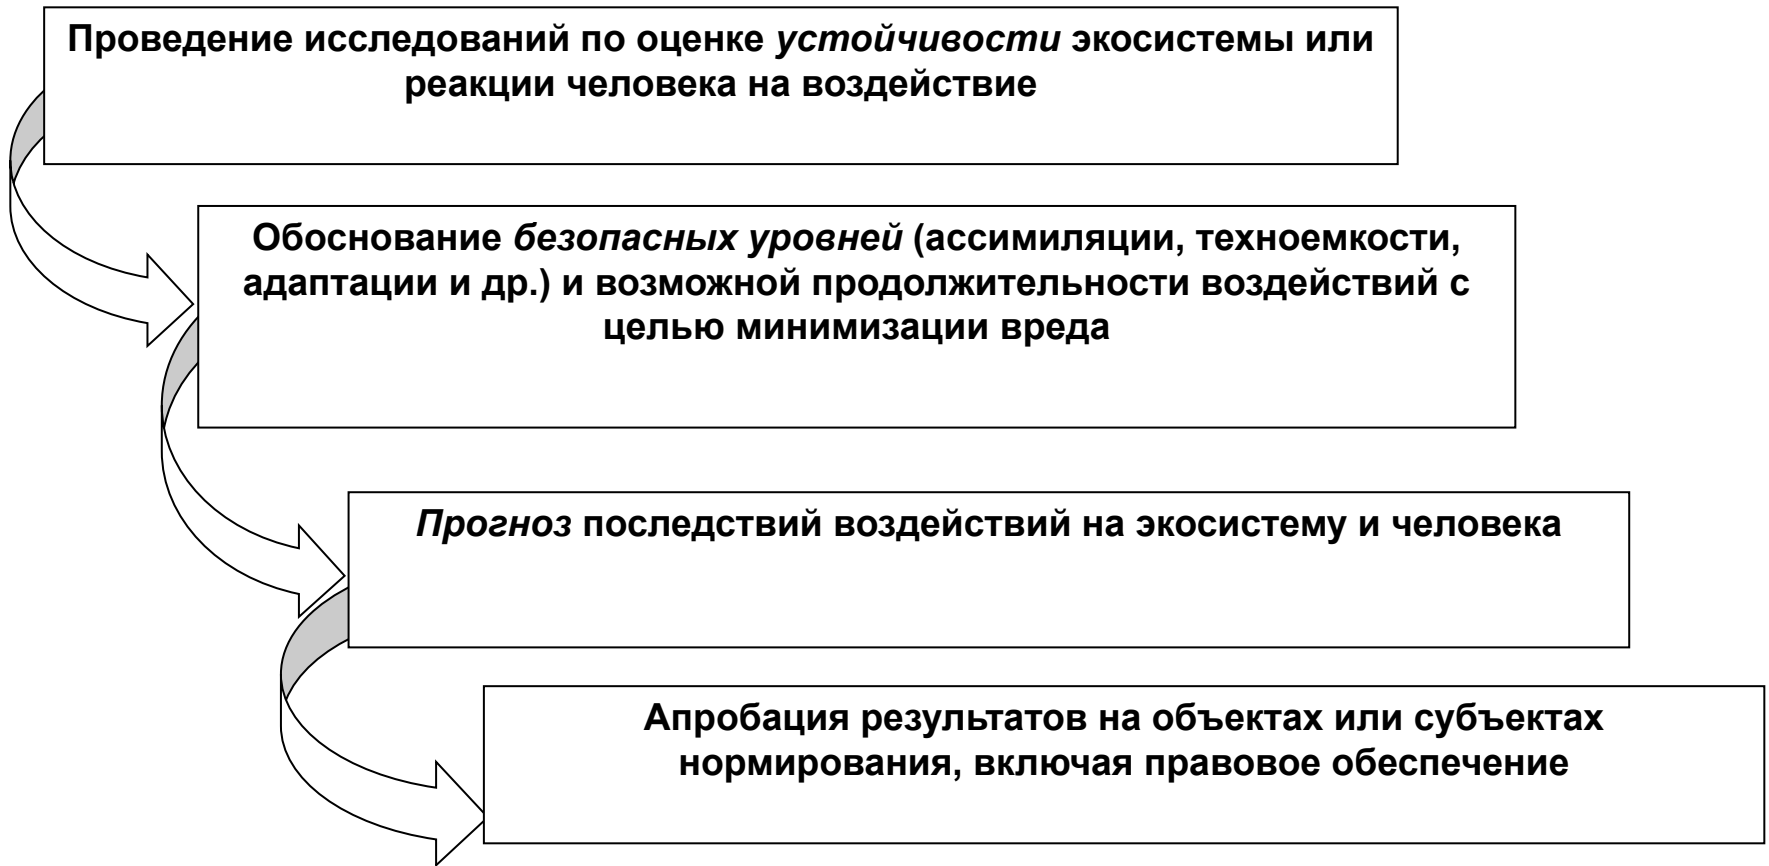 Проведение исследований по оценке устойчивости экосистемы или
реакции человека на воздействие
Обоснование безопасных уровней (ассимиляции, техноемкости,
адаптации и др.) и возможной продолжительности воздействий с
целью минимизации вреда
Прогноз последствий воздействий на экосистему и человека
Апробация результатов на объектах или субъектах
нормирования, включая правовое обеспечение